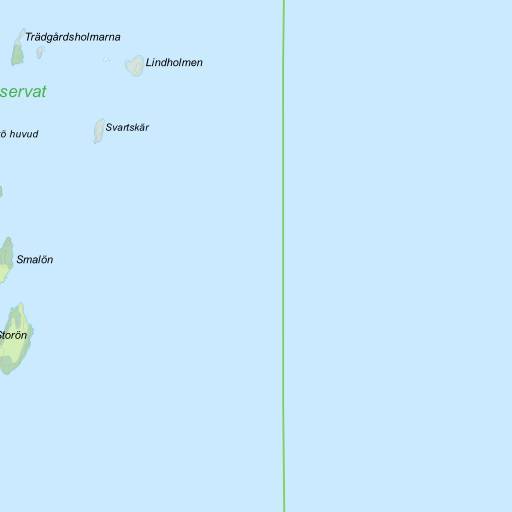 Trädgårdsholmarna
Lindholmen
servat
Svartskär
ö huvud
Smalön
Storön